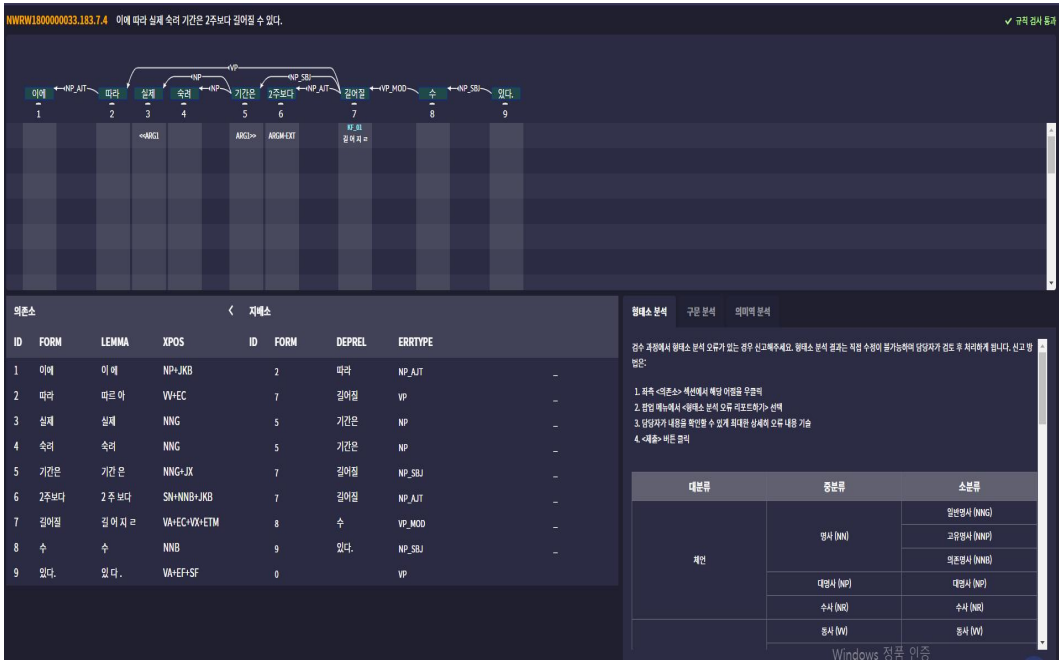 NWRW1800000033.183.7.4 이에 따라 실제 숙려 기간은 2주보다 길어질 수 있다.
✓ 규칙 검사 통과
VP
NP NP_SBJ
이에 NP_AJT 따라 실제 숙려 NP 기간은 2주보다 NP_AJT 길어질 VP_MOD 수 NP_SBJ 있다.
1 2 3 4 5 6 7 8 9
<<ARG1 ARG1>> ARGM-EXT KF_01
길 어 지 ㄹ
의존소 < 지배소
ID FORM LEMMA XPOS ID FORM DEPREL ERRTYPE
1 이에 이 에 NP+JKB 2 따라 NP_AJT _
2 따라 따르 아 VV+EC 7 길어질 VP _
3 실제 실제 NNG 5 기간은 NP _
4 숙려 숙려 NNG 5 기간은 NP _
5 기간은 기간 은 NNG+JX 7 길어질 NP_SBJ _
6 2주보다 2 주 보다 SN+NNB+JKB 7 길어질 NP_AJT _
7 길어질 길 어 지 ㄹ VA+EC+VX+ETM 8 수 VP_MOD _
8 수 수 NNB 9 있다. NP_SBJ _
9 있다. 있 다 . VA+EF+SF 0 VP
형태소 분석 구문 분석 의미역 분석
검수 과정에서 형태소 분석 오류가 있는 경우 신고해주세요. 형태소 분석 결과는 직접 수정이 불가능하며 담당자가 검토 후 처리하게 됩니다. 신고 방
법은:
1. 좌측 <의존소> 섹션에서 해당 어절을 우클릭
2. 팝업 메뉴에서 <형태소 분석 오류 리포트하기> 선택
3. 담당자가 내용을 확인할 수 있게 최대한 상세히 오류 내용 기술
4. <제출> 버튼 클릭
대분류 중분류 소분류
체언 명사 (NN) 일반명사 (NNG)
고유명사 (NNP)
의존명사 (NNB)
대명사 (NP) 대명사 (NP)
수사 (NR) 수사 (NR)
동사 (VV) 동사 (VV)
Windows 정품 인증